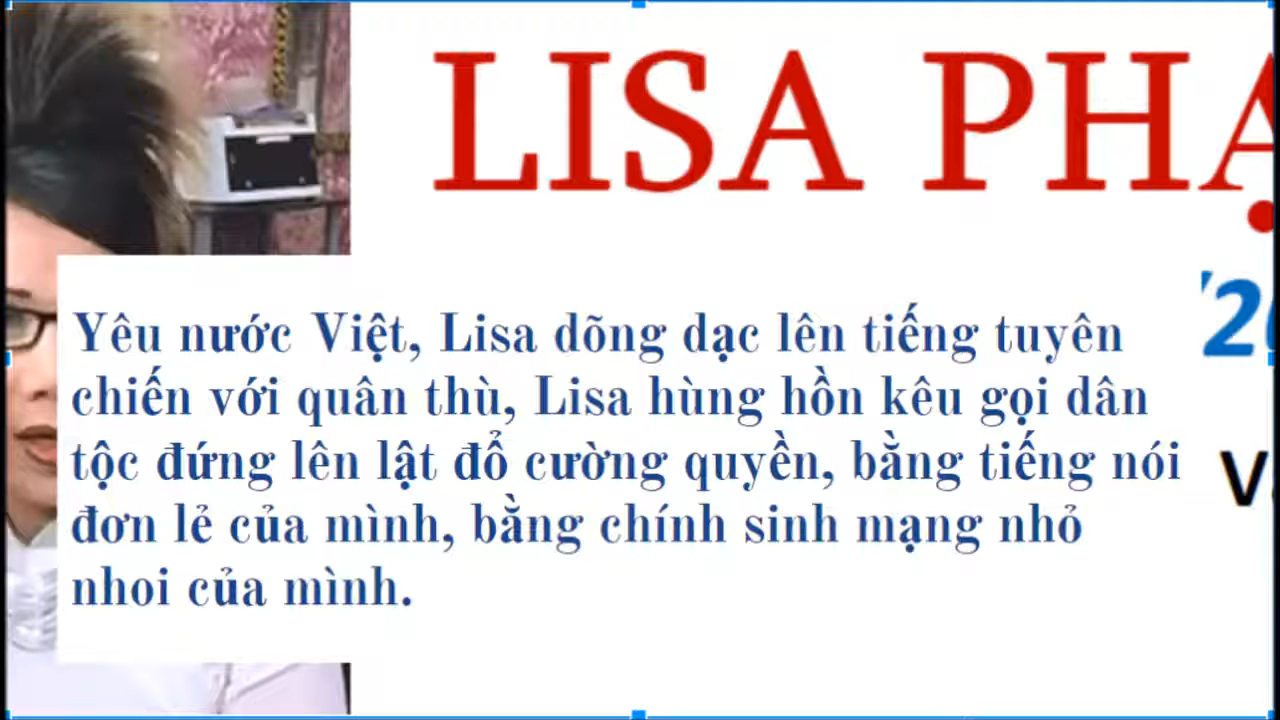 LISA PHẠ
/20
Yêu nước Việt, Lisa dõng dạc lên tiếng tuyên
chiến với quân thù, Lisa hùng hồn kêu gọi dân
tộc đứng lên lật đổ cường quyền, bằng tiếng nói
đơn lẻ của mình, bằng chính sinh mạng nhỏ
nhoi của mình.